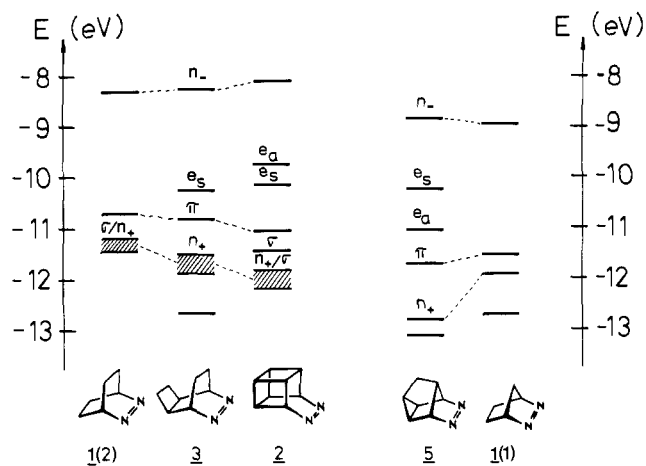 E (eV)
E (eV)
-8
-9
-10
-11
-12
-13
n₋
eₛ
π
σ/n₊
n₊
eₐ
eₛ
σ
n₊/σ
n₋
eₛ
eₐ
π
n₊
-8
-9
-10
-11
-12
-13
N
N
N
N
N
N
N
N
N
N
1(2)
3
2
5
1(1)